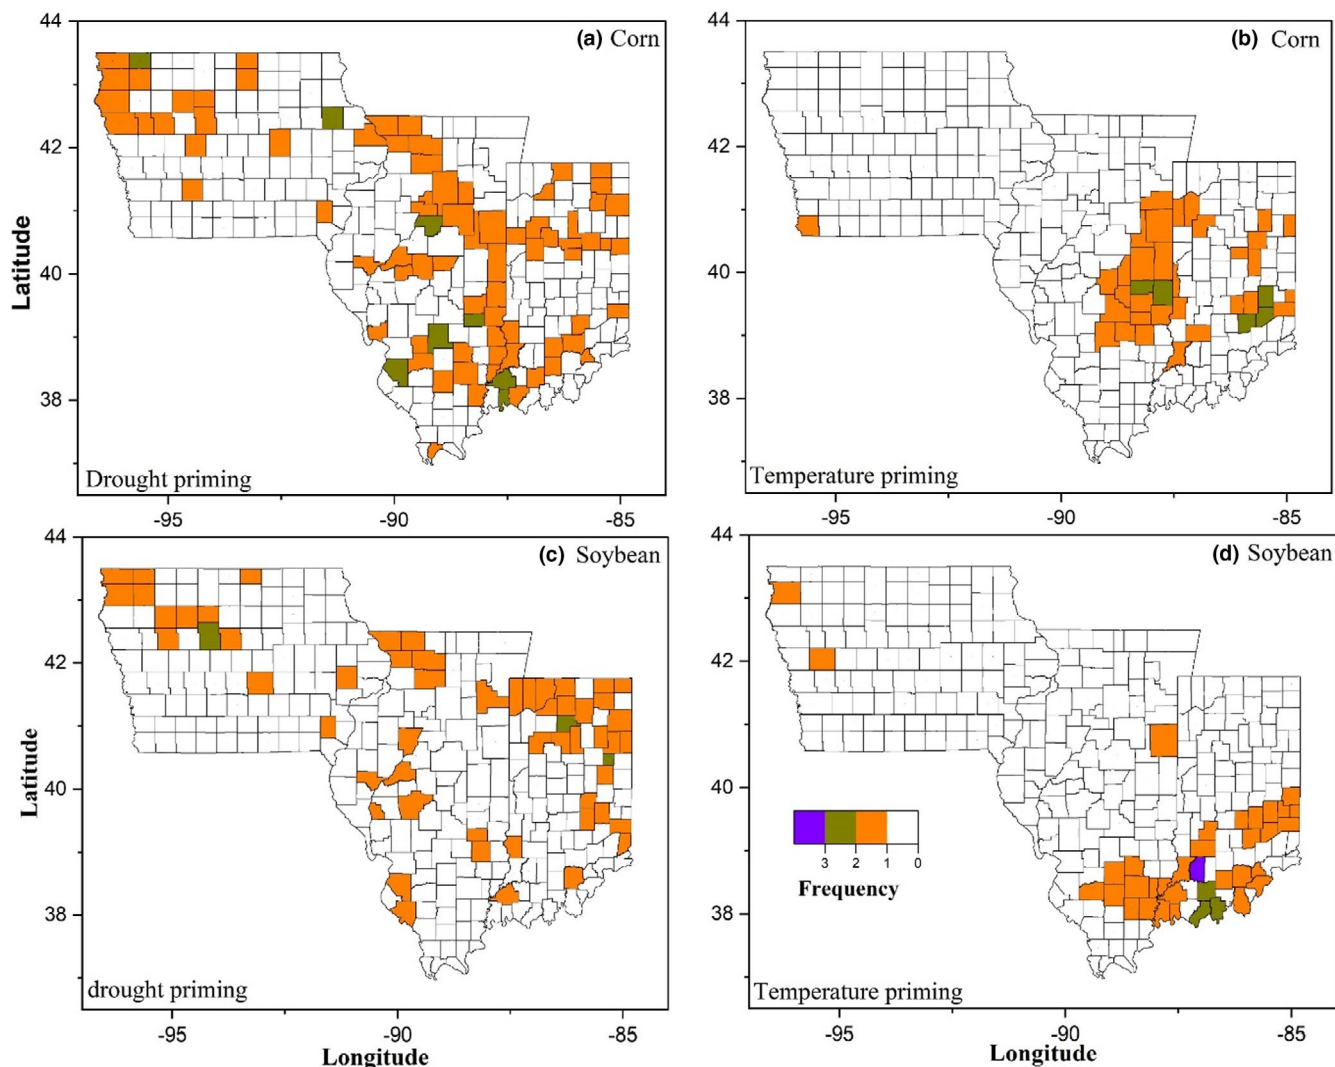 44
(a) Corn
42
Latitude
40
38
Drought priming
-95
-90
-85
44
(b) Corn
42
40
38
Temperature priming
-95
-90
-85
44
(c) Soybean
42
Latitude
40
38
drought priming
-95
-90
-85
Longitude
44
(d) Soybean
42
40
3 2 1 0
Frequency
38
Temperature priming
-95
-90
-85
Longitude